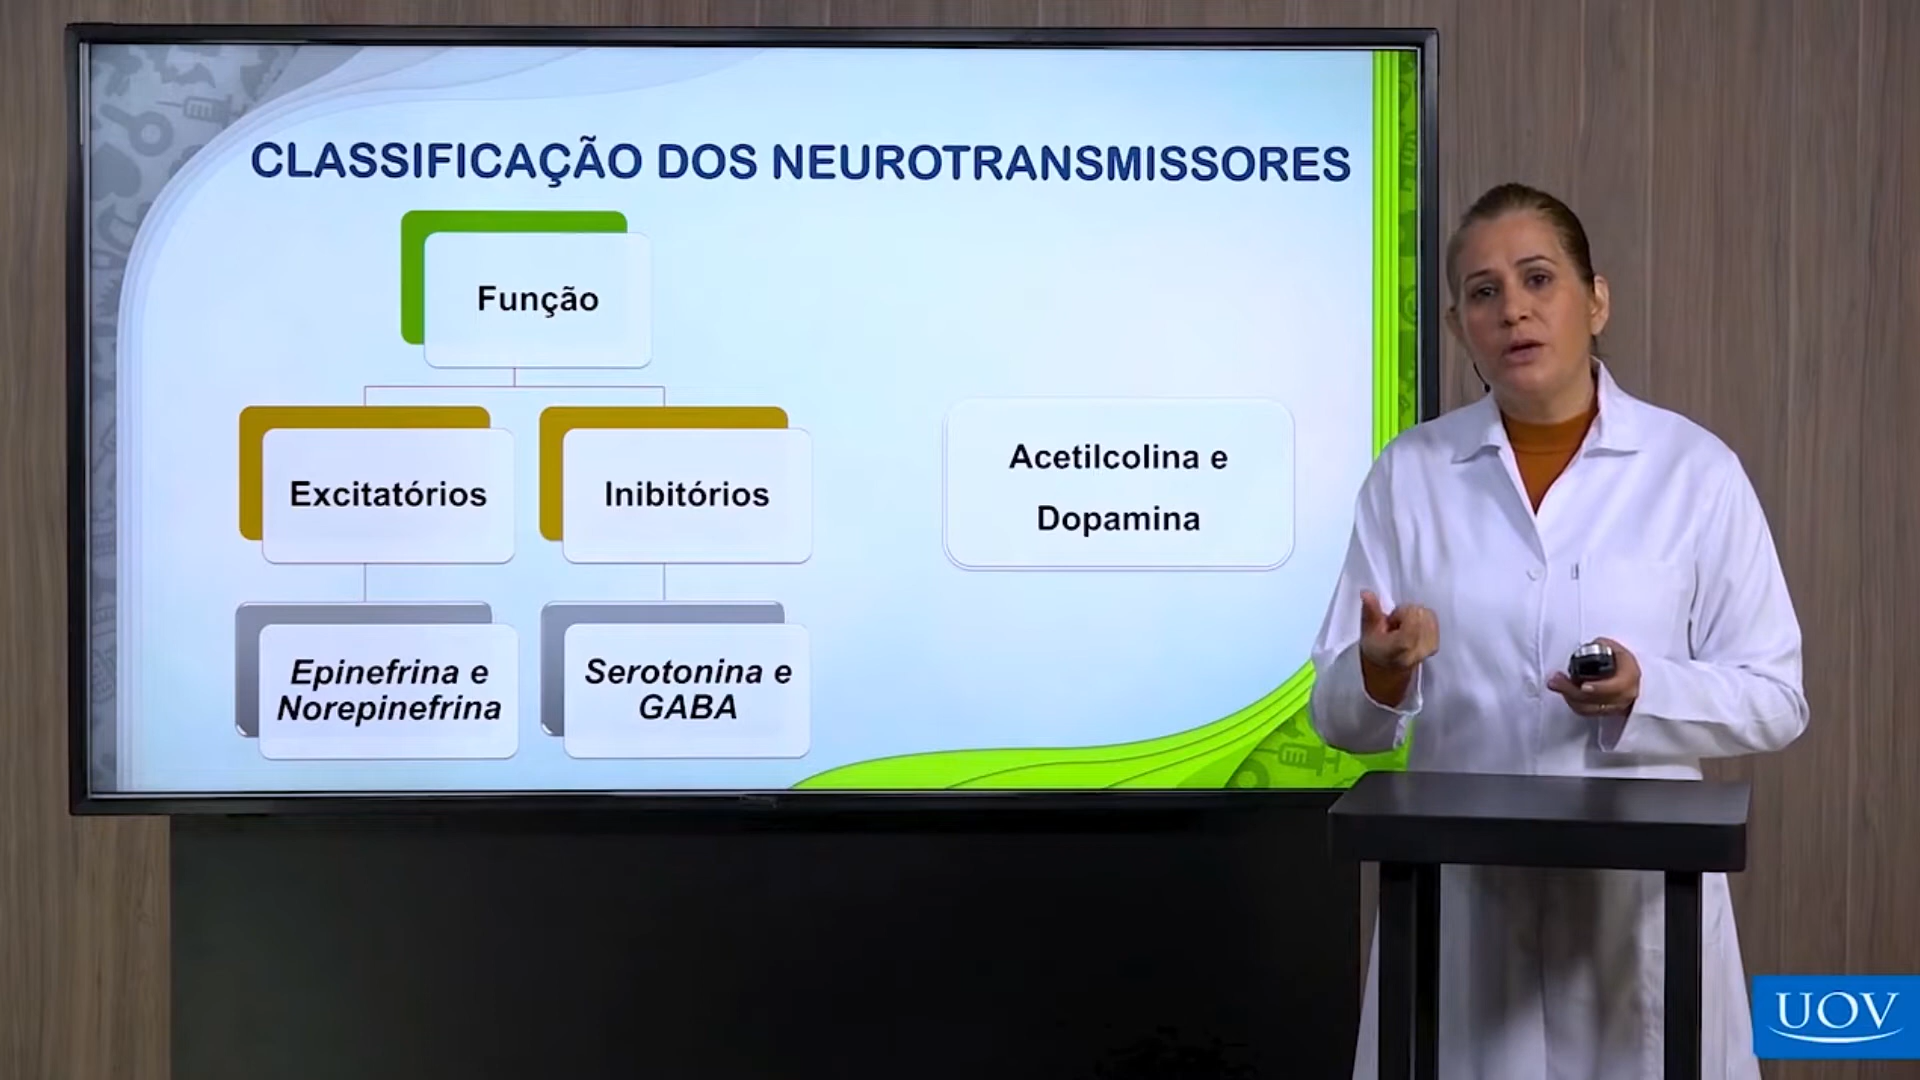 CLASSIFICAÇÃO DOS NEUROTRANSMISSORES
Função
Excitatórios
Inibitórios
Epinefrina e
Norepinefrina
Serotonina e
GABA
Acetilcolina e
Dopamina
UOV